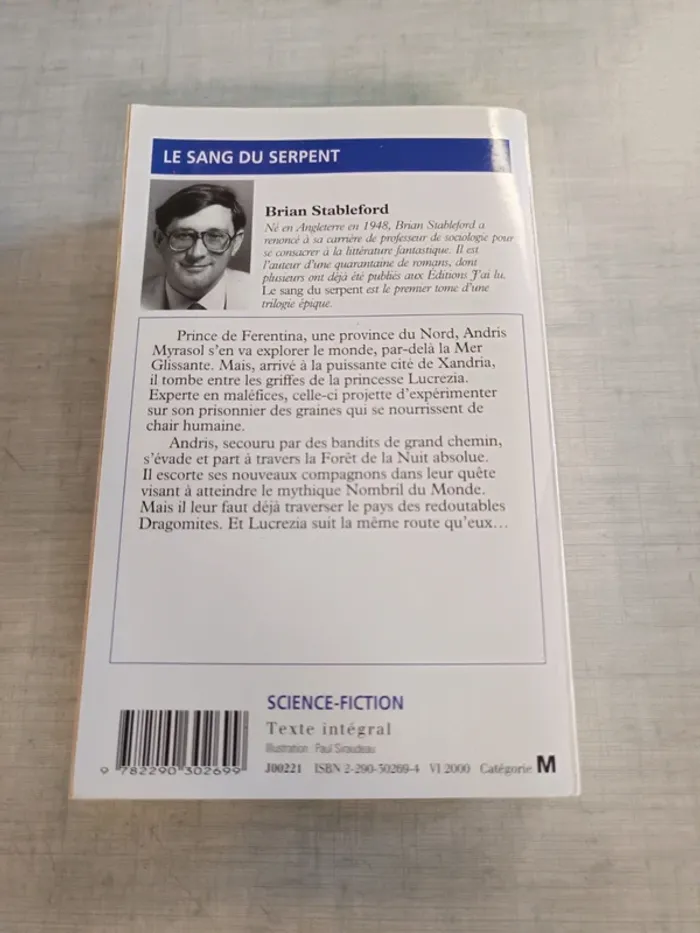 LE SANG DU SERPENT
Brian Stableford
Né en Angleterre en 1948, Brian Stableford a
renoncé à sa carrière de professeur de sociologie pour
se consacrer à la littérature fantastique. Il est
l'auteur d'une quarantaine de romans, dont
plusieurs ont déjà été publiés aux Éditions J'ai lu.
Le sang du serpent est le premier tome d'une
trilogie épique.
Prince de Ferentina, une province du Nord, Andris
Myrasol s'en va explorer le monde, par-delà la Mer
Glissante. Mais, arrivé à la puissante cité de Xandria,
il tombe entre les griffes de la princesse Lucrezia.
Experte en maléfices, celle-ci projette d'expérimenter
sur son prisonnier des graines qui se nourrissent de
chair humaine.
Andris, secouru par des bandits de grand chemin,
s'évade et part à travers la Forêt de la Nuit absolue.
Il escorte ses nouveaux compagnons dans leur quête
visant à atteindre le mythique Nombril du Monde.
Mais il leur faut déjà traverser le pays des redoutables
Dragomites. Et Lucrezia suit la même route qu'eux...
SCIENCE-FICTION
Texte intégral
Illustration : Paul Siraudeau
J00221 ISBN 2-290-30269-4 VI 2000 Catégorie M
9 782290 302699